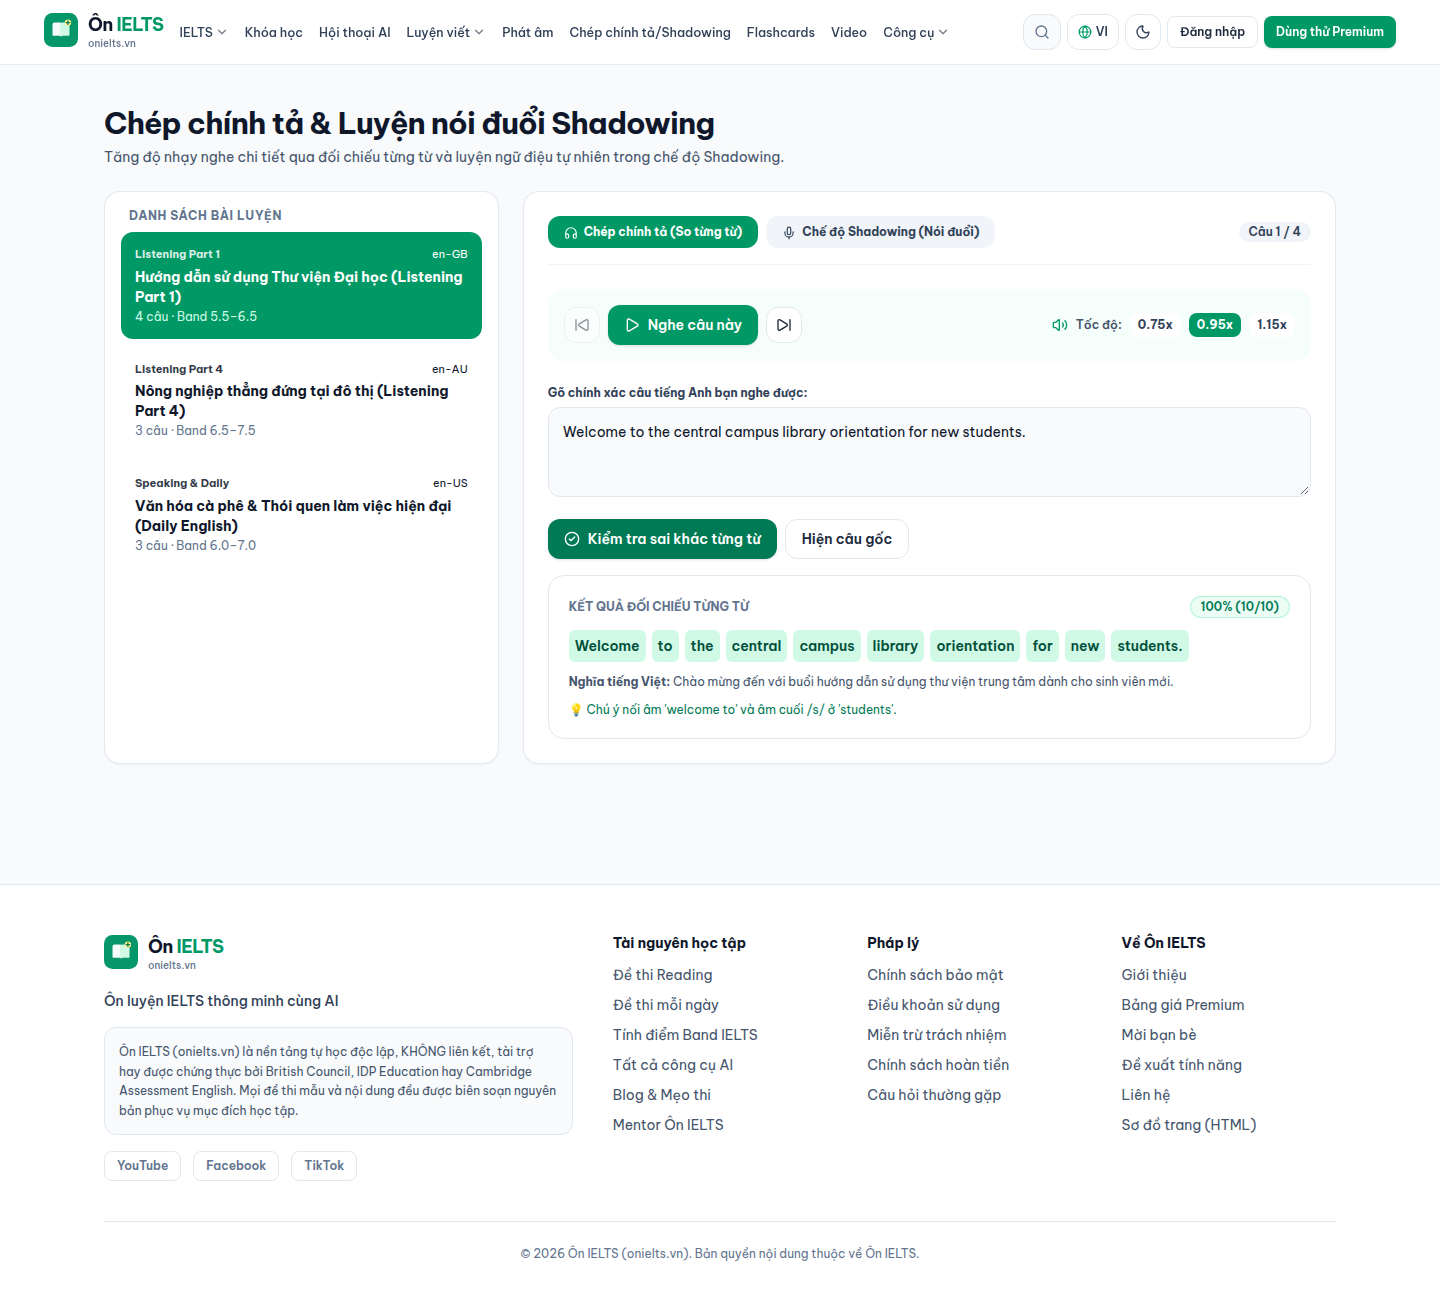 Ôn IELTS
onielts.vn
IELTS
Khóa học
Hội thoại AI
Luyện viết
Phát âm
Chép chính tả/Shadowing
Flashcards
Video
Công cụ
VI
Đăng nhập
Dùng thử Premium
Chép chính tả & Luyện nói đuổi Shadowing
Tăng độ nhạy nghe chi tiết qua đối chiếu từng từ và luyện ngữ điệu tự nhiên trong chế độ Shadowing.
DANH SÁCH BÀI LUYỆN
Listening Part 1
en-GB
Hướng dẫn sử dụng Thư viện Đại học (Listening
Part 1)
4 câu · Band 5.5–6.5
Listening Part 4
en-AU
Nông nghiệp thẳng đứng tại đô thị (Listening
Part 4)
3 câu · Band 6.5–7.5
Speaking & Daily
en-US
Văn hóa cà phê & Thói quen làm việc hiện đại
(Daily English)
3 câu · Band 6.0–7.0
Chép chính tả (So từng từ)
Chế độ Shadowing (Nói đuổi)
Câu 1 / 4
Nghe câu này
Tốc độ:
0.75x
0.95x
1.15x
Gõ chính xác câu tiếng Anh bạn nghe được:
Welcome to the central campus library orientation for new students.
Kiểm tra sai khác từng từ
Hiện câu gốc
KẾT QUẢ ĐỐI CHIẾU TỪNG TỪ
100% (10/10)
Welcome to the central campus library orientation for new students.
Nghĩa tiếng Việt: Chào mừng đến với buổi hướng dẫn sử dụng thư viện trung tâm dành cho sinh viên mới.
💡 Chú ý nối âm 'welcome to' và âm cuối /s/ ở 'students'.
Ôn IELTS
onielts.vn
Ôn luyện IELTS thông minh cùng AI
Ôn IELTS (onielts.vn) là nền tảng tự học độc lập, KHÔNG liên kết, tài trợ
hay được chứng thực bởi British Council, IDP Education hay Cambridge
Assessment English. Mọi đề thi mẫu và nội dung đều được biên soạn nguyên
bản phục vụ mục đích học tập.
YouTube
Facebook
TikTok
Tài nguyên học tập
Đề thi Reading
Đề thi mỗi ngày
Tính điểm Band IELTS
Tất cả công cụ AI
Blog & Mẹo thi
Mentor Ôn IELTS
Pháp lý
Chính sách bảo mật
Điều khoản sử dụng
Miễn trừ trách nhiệm
Chính sách hoàn tiền
Câu hỏi thường gặp
Về Ôn IELTS
Giới thiệu
Bảng giá Premium
Mời bạn bè
Đề xuất tính năng
Liên hệ
Sơ đồ trang (HTML)
© 2026 Ôn IELTS (onielts.vn). Bản quyền nội dung thuộc về Ôn IELTS.